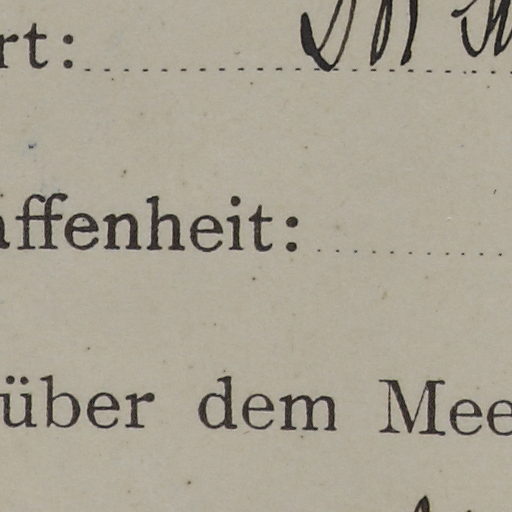 rt:
affenheit:
über dem Mee